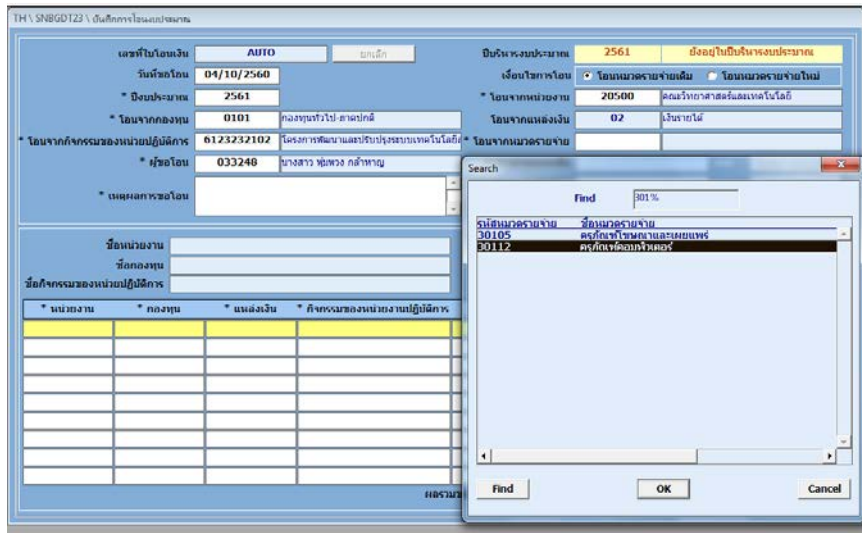 TH \ SNBGDT23 \ บันทึกการโอนงบประมาณ
เลขที่ใบโอนเงิน AUTO ยกเลิก ปีบริหารงบประมาณ 2561 ยังอยู่ในปีบริหารงบประมาณ
วันที่ขอโอน 04/10/2560 เงื่อนไขการโอน โอนหมวดรายจ่ายเดิม โอนหมวดรายจ่ายใหม่
* ปีงบประมาณ 2561 * โอนจากหน่วยงาน 20500 คณะวิทยาศาสตร์และเทคโนโลยี
* โอนจากกองทุน 0101 กองทุนทั่วไป-ภาคปกติ โอนจากแหล่งเงิน 02 เงินรายได้
* โอนจากกิจกรรมของหน่วยปฏิบัติการ 6123232102 โครงการพัฒนาและปรับปรุงระบบเทคโนโลยี * โอนจากหมวดรายจ่าย
* ผู้ขอโอน 033248 นางสาว พุ่มพวง กล้าหาญ
* เหตุผลการขอโอน
Search
Find 301%
รหัสหมวดรายจ่าย ชื่อหมวดรายจ่าย
30105 ครุภัณฑ์โฆษณาและเผยแพร่
30112 ครุภัณฑ์คอมพิวเตอร์
Find OK Cancel
ชื่อหน่วยงาน
ชื่อกองทุน
ชื่อกิจกรรมของหน่วยปฏิบัติการ
* หน่วยงาน * กองทุน * แหล่งเงิน * กิจกรรมของหน่วยงานปฏิบัติการ
ผลรวม